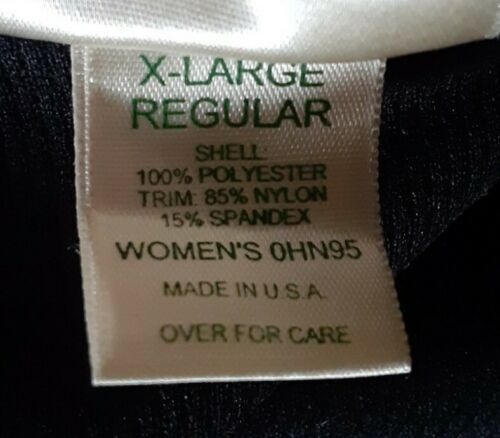 X-LARGE
REGULAR
SHELL:
100% POLYESTER
TRIM: 85% NYLON
15% SPANDEX
WOMEN'S 0HN95
MADE IN U.S.A.
OVER FOR CARE